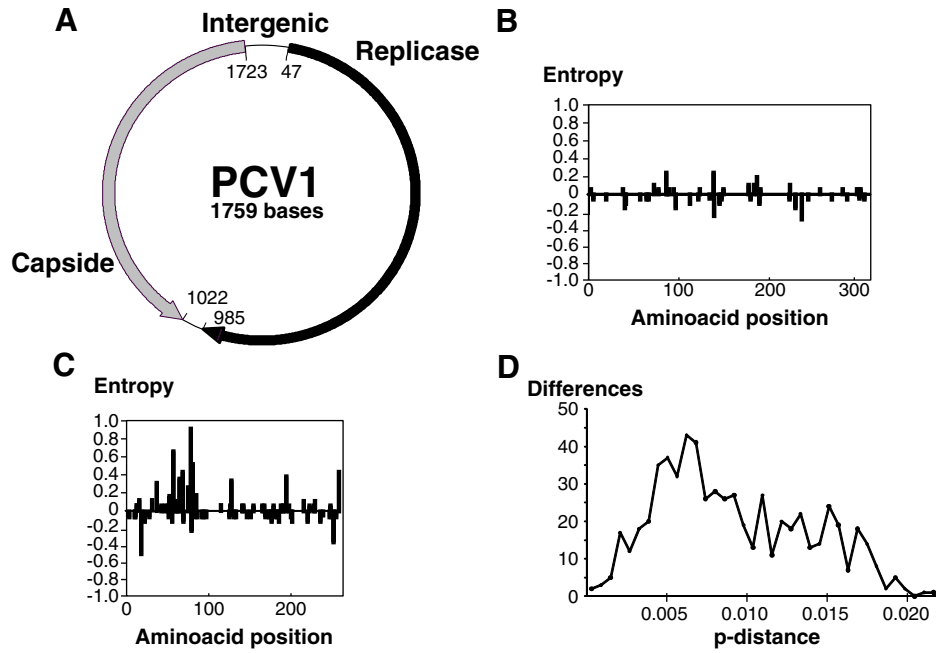 A
Intergenic
Replicase
1723 47
PCV1
1759 bases
Capside
1022
985
B
Entropy
1.0
0.8
0.6
0.4
0.2
0
-0.2
-0.4
-0.6
-0.8
-1.0
0 100 200 300
Aminoacid position
C
Entropy
1.0
0.8
0.6
0.4
0.2
0
-0.2
-0.4
-0.6
-0.8
-1.0
0 100 200
Aminoacid position
D
Differences
50
40
30
20
10
0
0.005 0.010 0.015 0.020
p-distance